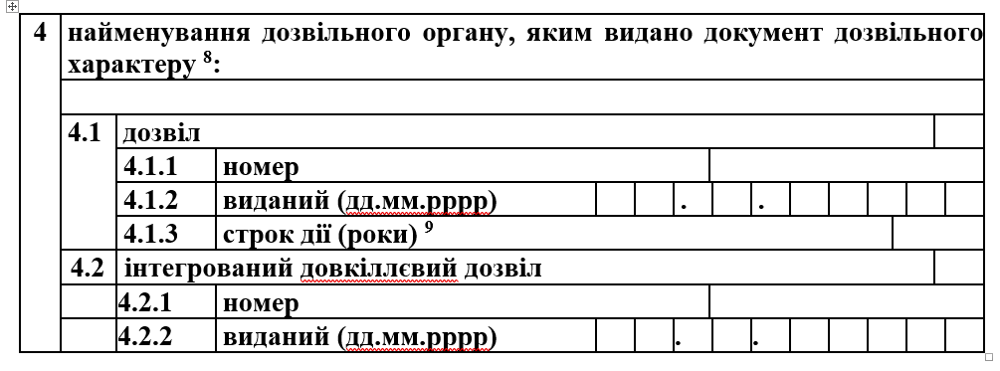 4 найменування дозвільного органу, яким видано документ дозвільного
характеру ⁸:
4.1 дозвіл
4.1.1 номер
4.1.2 виданий (дд.мм.рррр) . .
4.1.3 строк дії (роки) ⁹
4.2 інтегрований довкіллєвий дозвіл
4.2.1 номер
4.2.2 виданий (дд.мм.рррр) . .